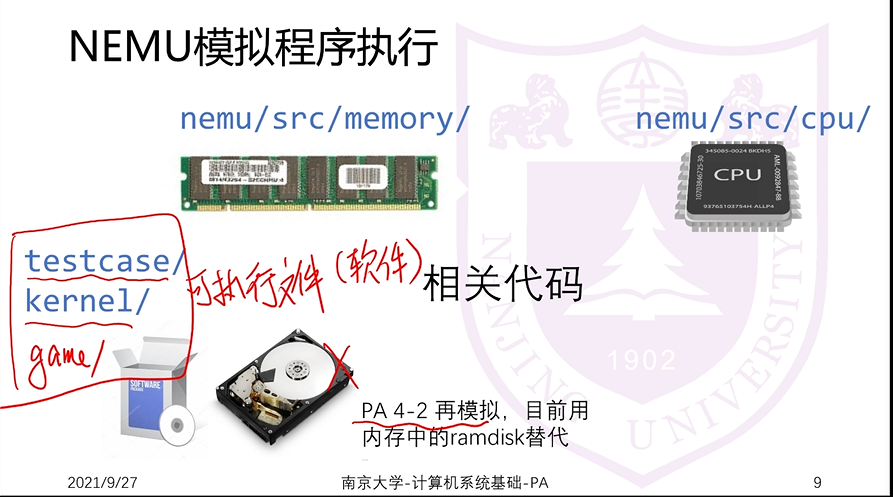 NEMU模拟程序执行
nemu/src/memory/
nemu/src/cpu/
CPU
testcase/
kernel/
game/
可执行文件(软件)
相关代码
SOFTWARE
PA 4-2 再模拟，目前用
内存中的ramdisk替代
1902
NANJING UNIVERSITY
2021/9/27
南京大学-计算机系统基础-PA
9